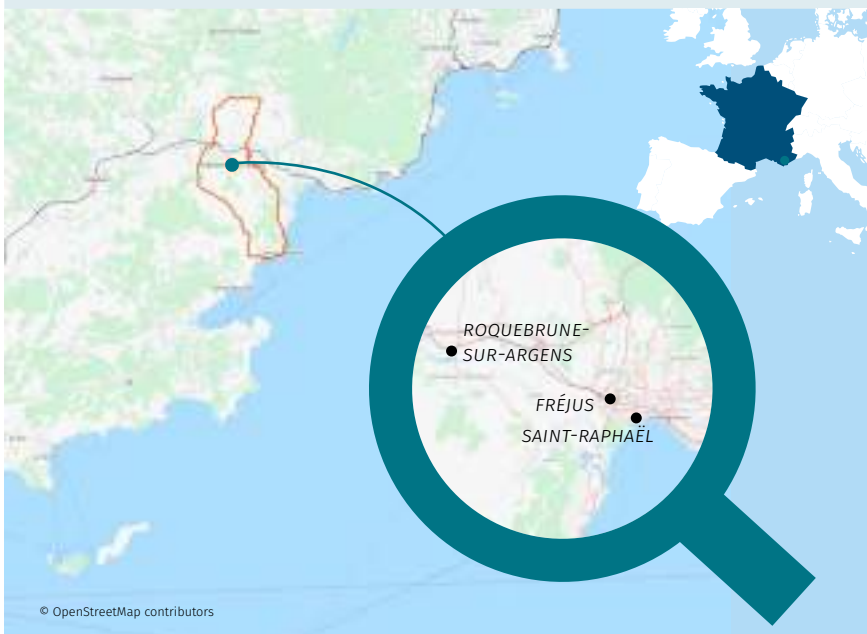 ROQUEBRUNE-
SUR-ARGENS
FRÉJUS
SAINT-RAPHAËL
© OpenStreetMap contributors